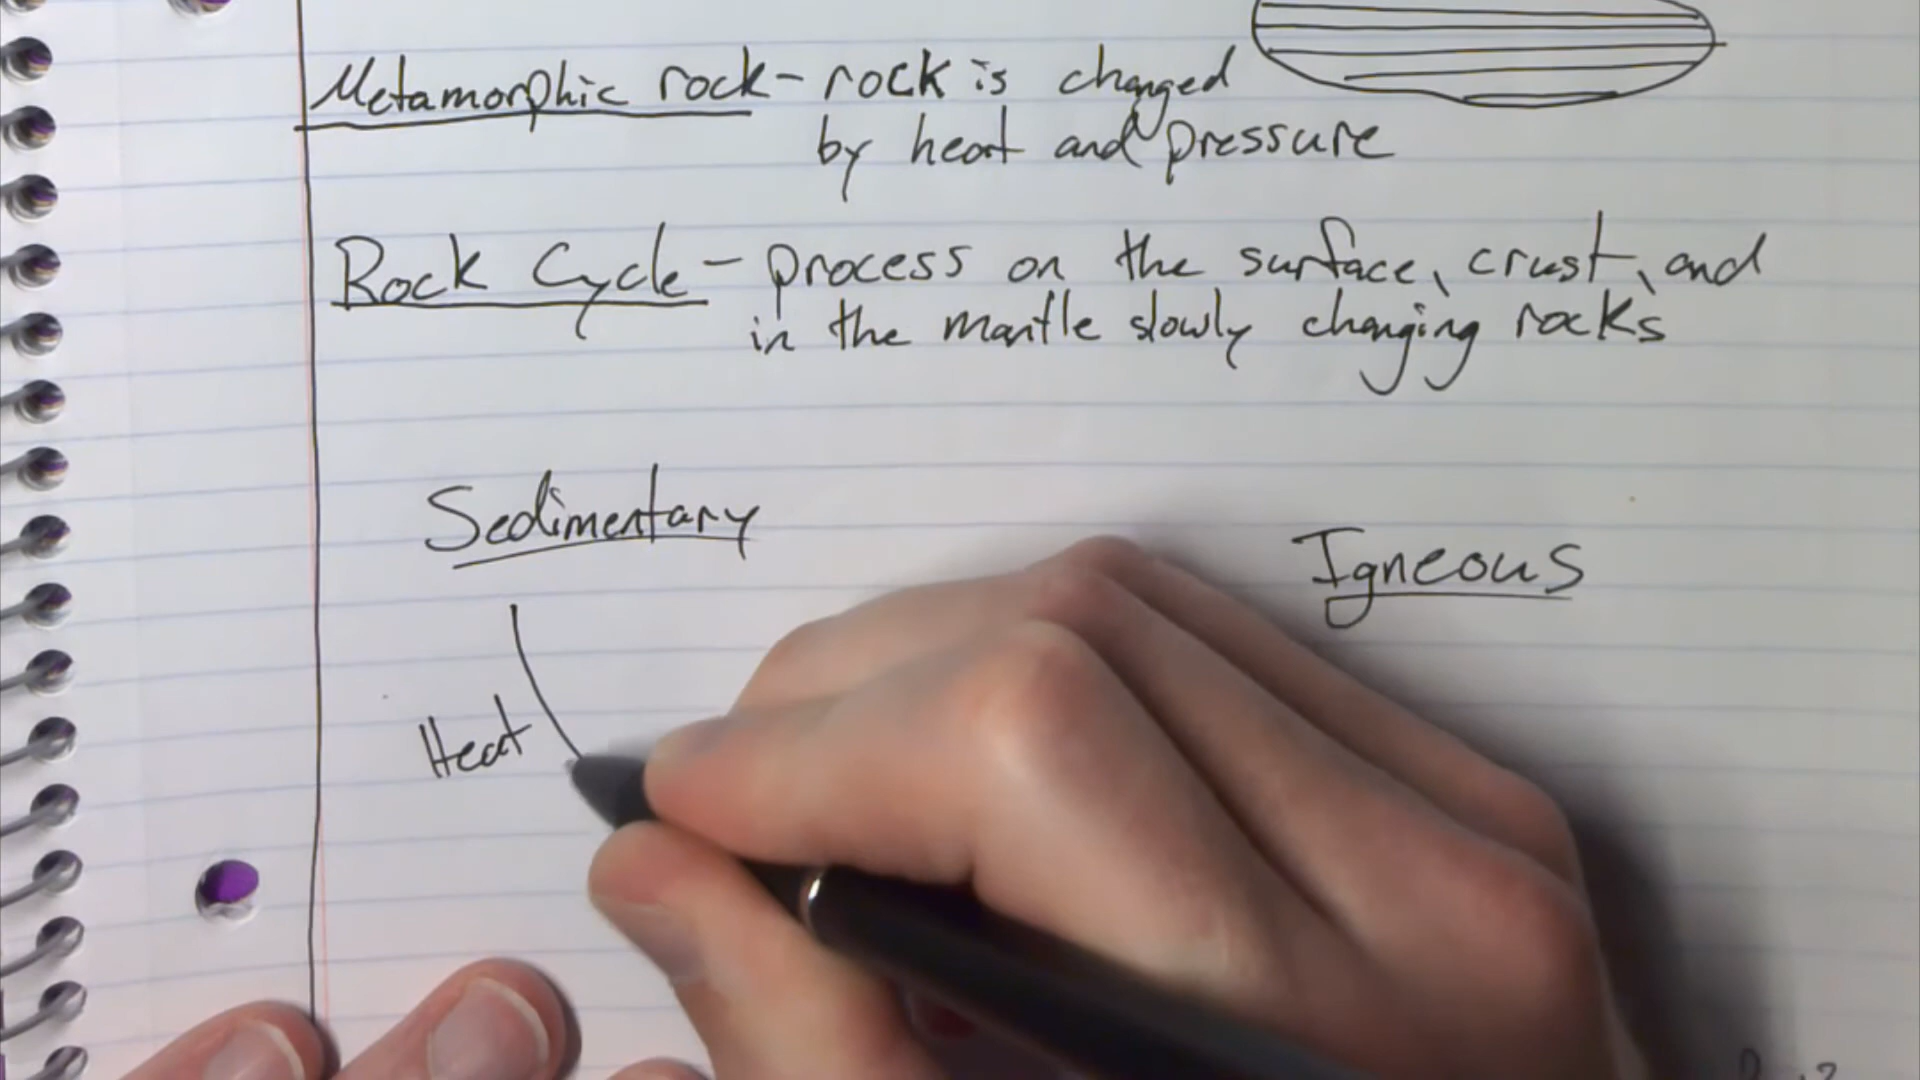 Metamorphic rock - rock is changed
by heat and pressure
Rock Cycle - process on the surface, crust, and
in the mantle slowly changing rocks
Sedimentary
Igneous
Heat